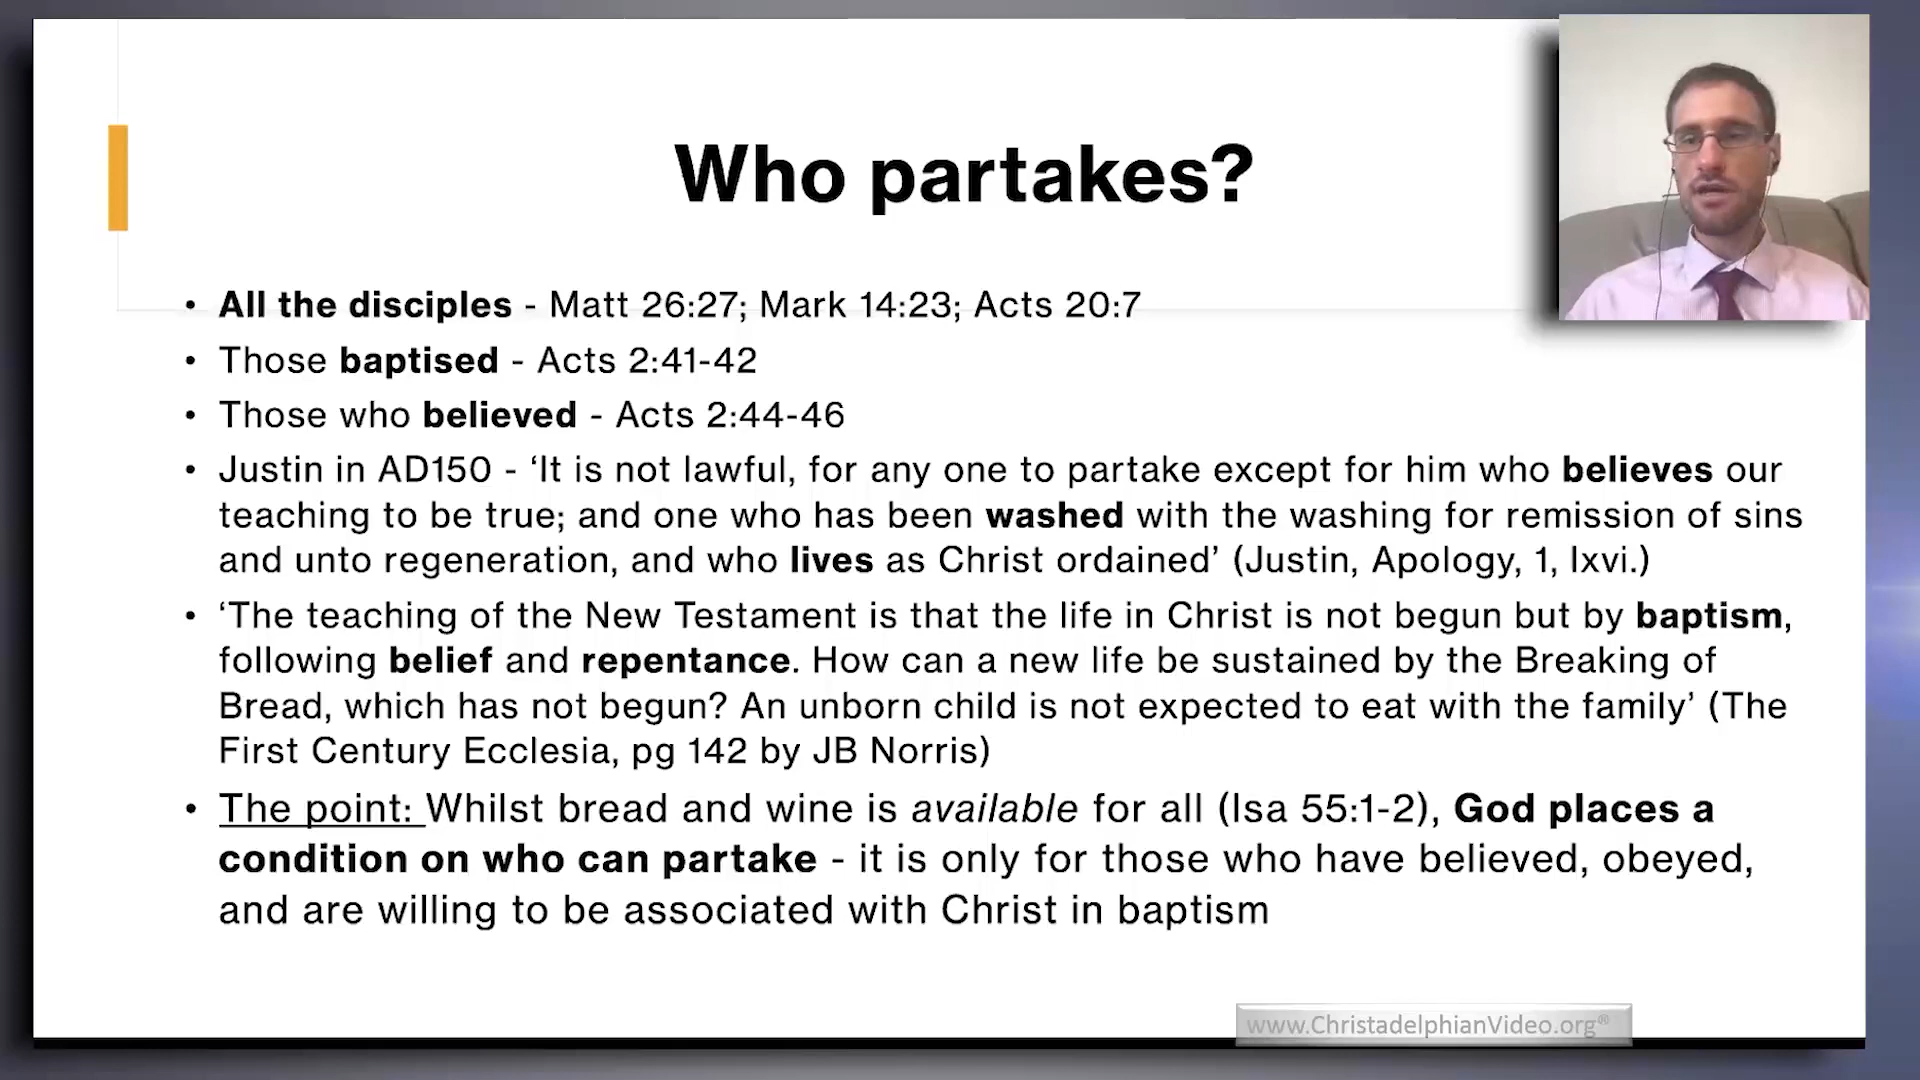 Who partakes?
• All the disciples - Matt 26:27; Mark 14:23; Acts 20:7
• Those baptised - Acts 2:41-42
• Those who believed - Acts 2:44-46
• Justin in AD150 - ‘It is not lawful, for any one to partake except for him who believes our
teaching to be true; and one who has been washed with the washing for remission of sins
and unto regeneration, and who lives as Christ ordained’ (Justin, Apology, 1, lxvi.)
• ‘The teaching of the New Testament is that the life in Christ is not begun but by baptism,
following belief and repentance. How can a new life be sustained by the Breaking of
Bread, which has not begun? An unborn child is not expected to eat with the family’ (The
First Century Ecclesia, pg 142 by JB Norris)
• The point: Whilst bread and wine is available for all (Isa 55:1-2), God places a
condition on who can partake - it is only for those who have believed, obeyed,
and are willing to be associated with Christ in baptism
www.ChristadelphianVideo.org®